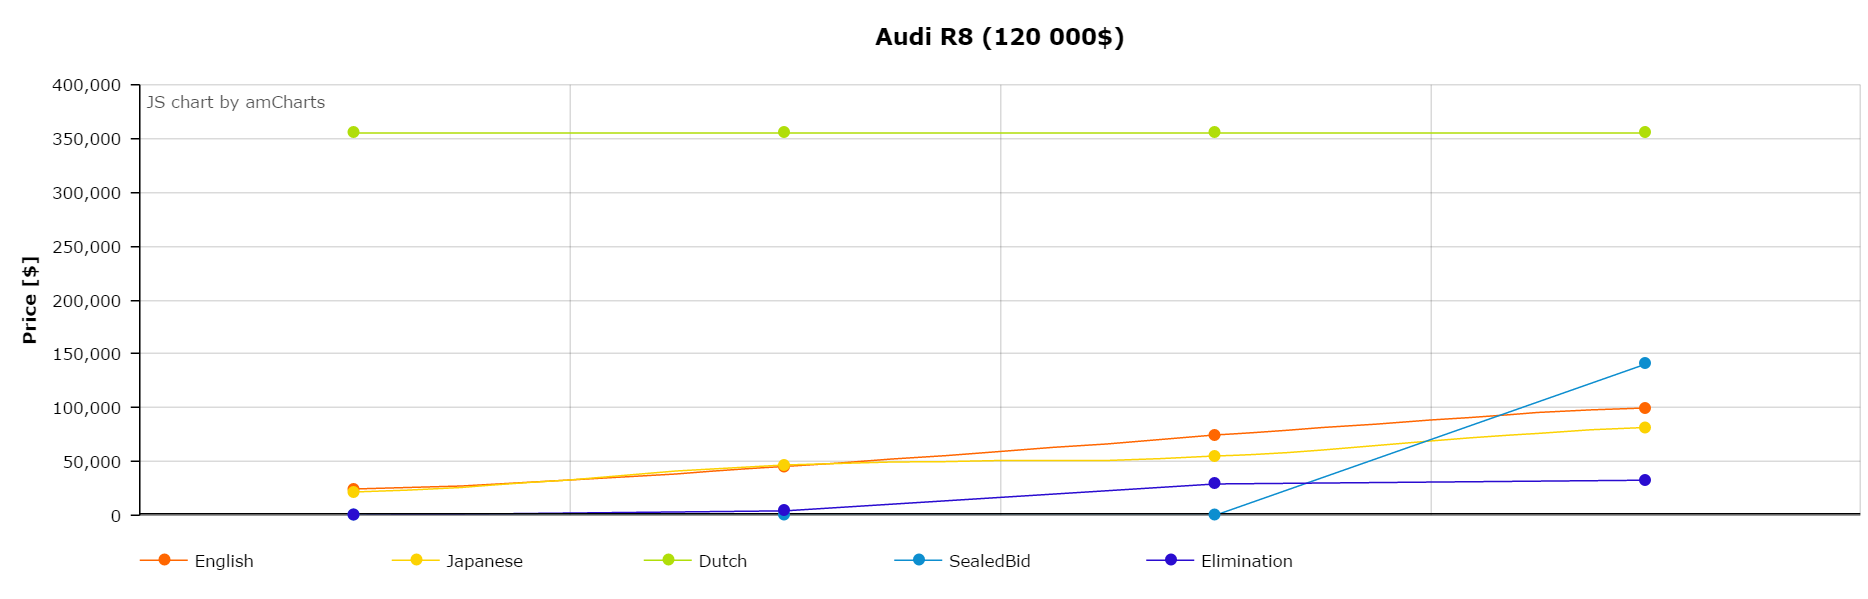 Audi R8 (120 000$)
JS chart by amCharts
Price [$]
400,000
350,000
300,000
250,000
200,000
150,000
100,000
50,000
0
English Japanese Dutch SealedBid Elimination